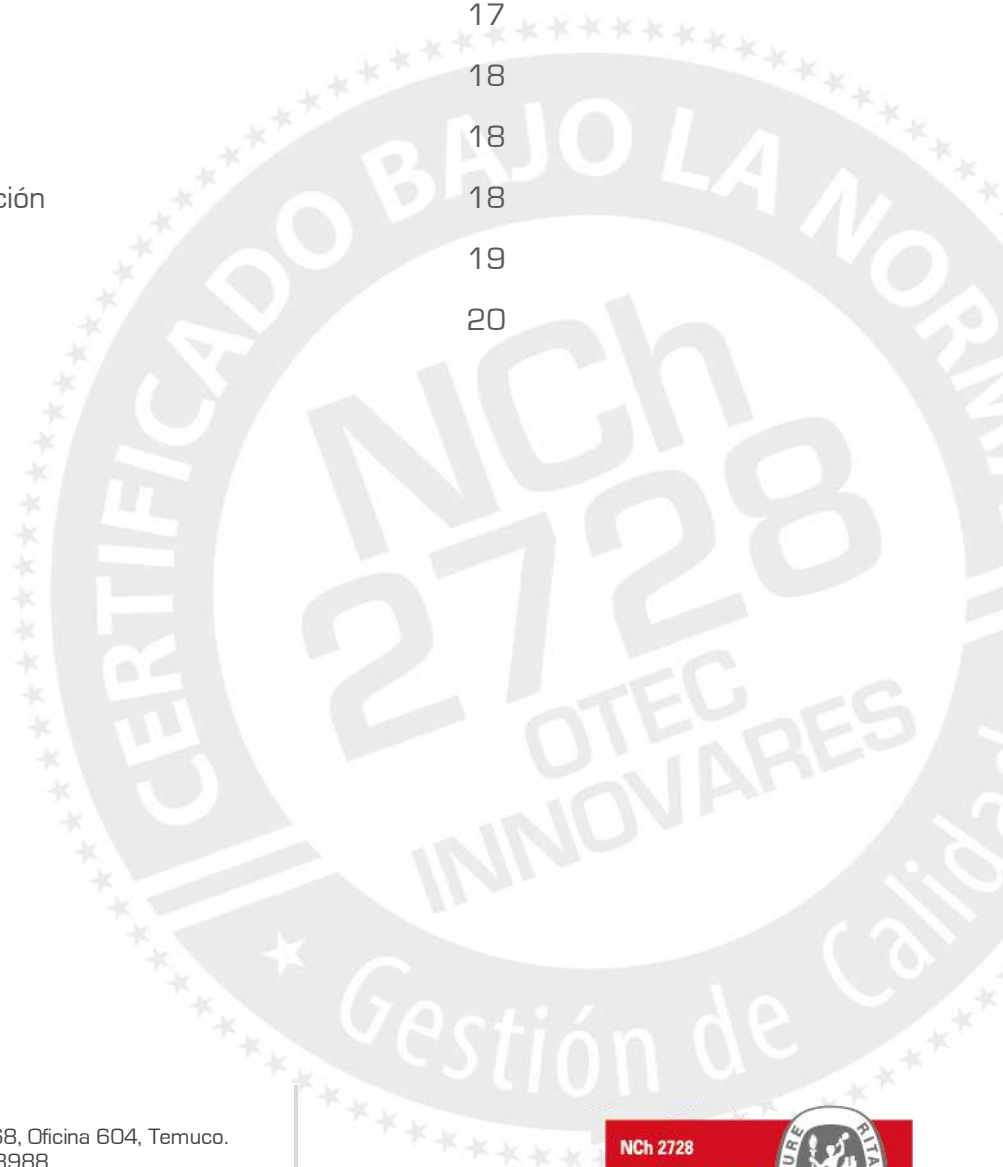 17
18
18
ción 18
19
20
CERTIFICADO BAJO LA NORMA
NCh
2728
OTEC
INNOVARES
Gestión de Calidad
68, Oficina 604, Temuco.
3988
NCh 2728